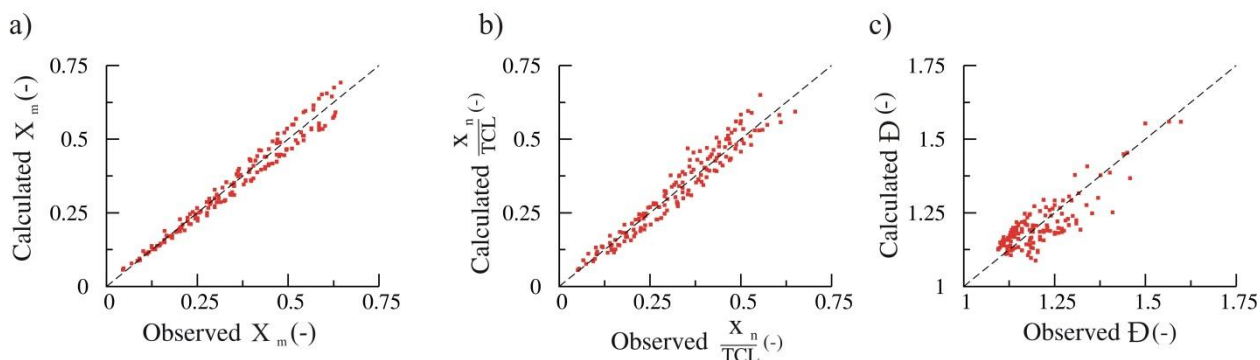 a)
Calculated X m (-)
0.75
0.5
0.25
0
0
0.25
0.5
0.75
Observed X m (-)
b)
Calculated X n / TCL (-)
0.75
0.5
0.25
0
0
0.25
0.5
0.75
Observed X n / TCL (-)
c)
Calculated Đ (-)
1.75
1.5
1.25
1
1
1.25
1.5
1.75
Observed Đ (-)